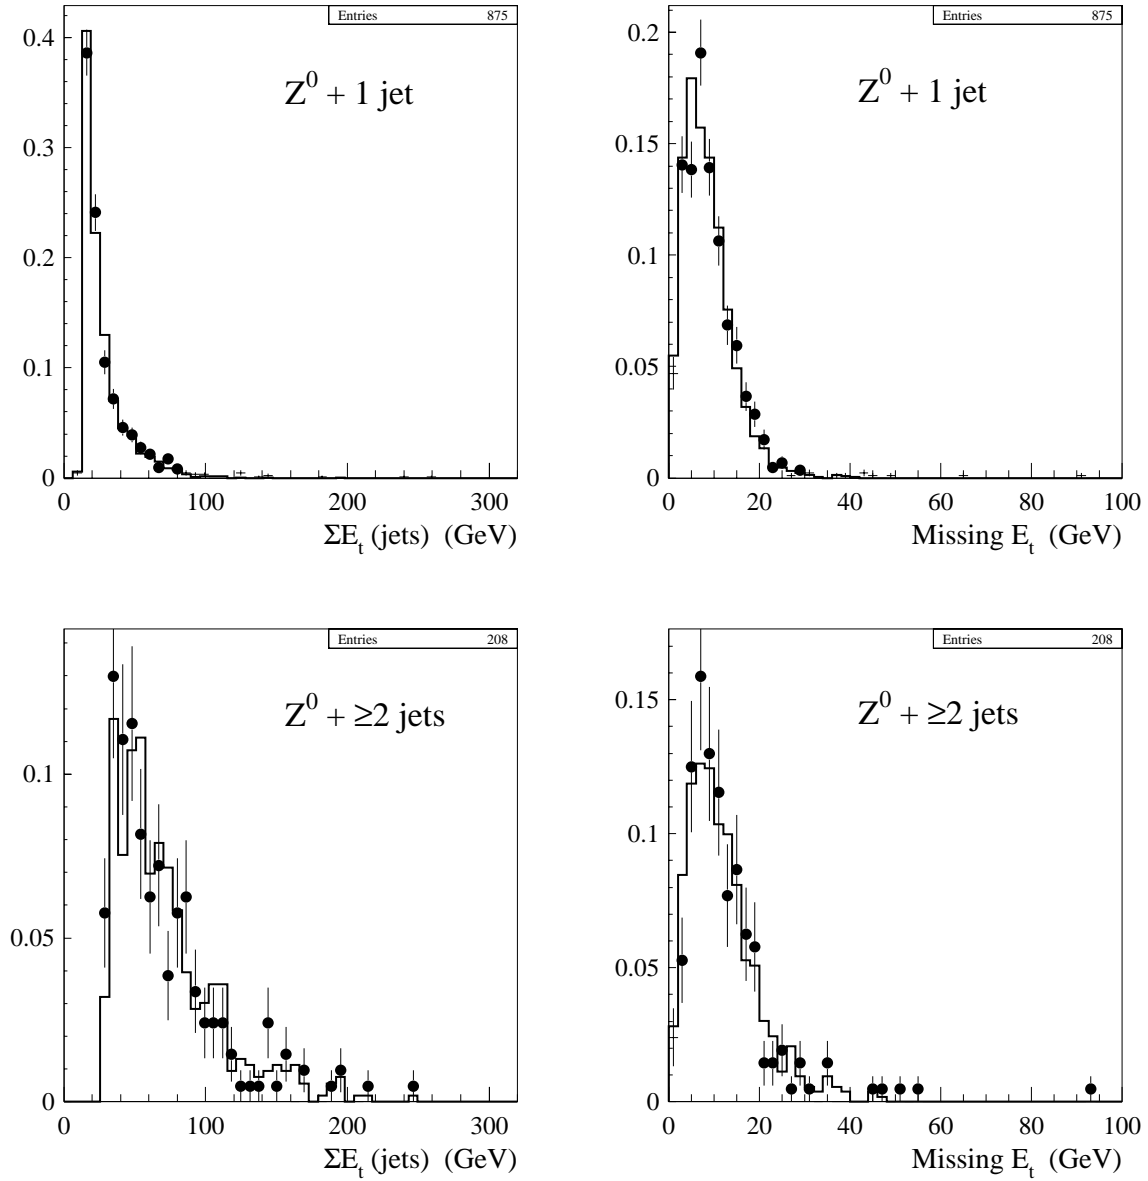 Entries 875
Z⁰ + 1 jet
0.4
0.3
0.2
0.1
0
0 100 200 300
ΣEₜ (jets) (GeV)
Entries 875
Z⁰ + 1 jet
0.2
0.15
0.1
0.05
0
0 20 40 60 80 100
Missing Eₜ (GeV)
Entries 208
Z⁰ + ≥2 jets
0.1
0.05
0
0 100 200 300
ΣEₜ (jets) (GeV)
Entries 208
Z⁰ + ≥2 jets
0.15
0.1
0.05
0
0 20 40 60 80 100
Missing Eₜ (GeV)